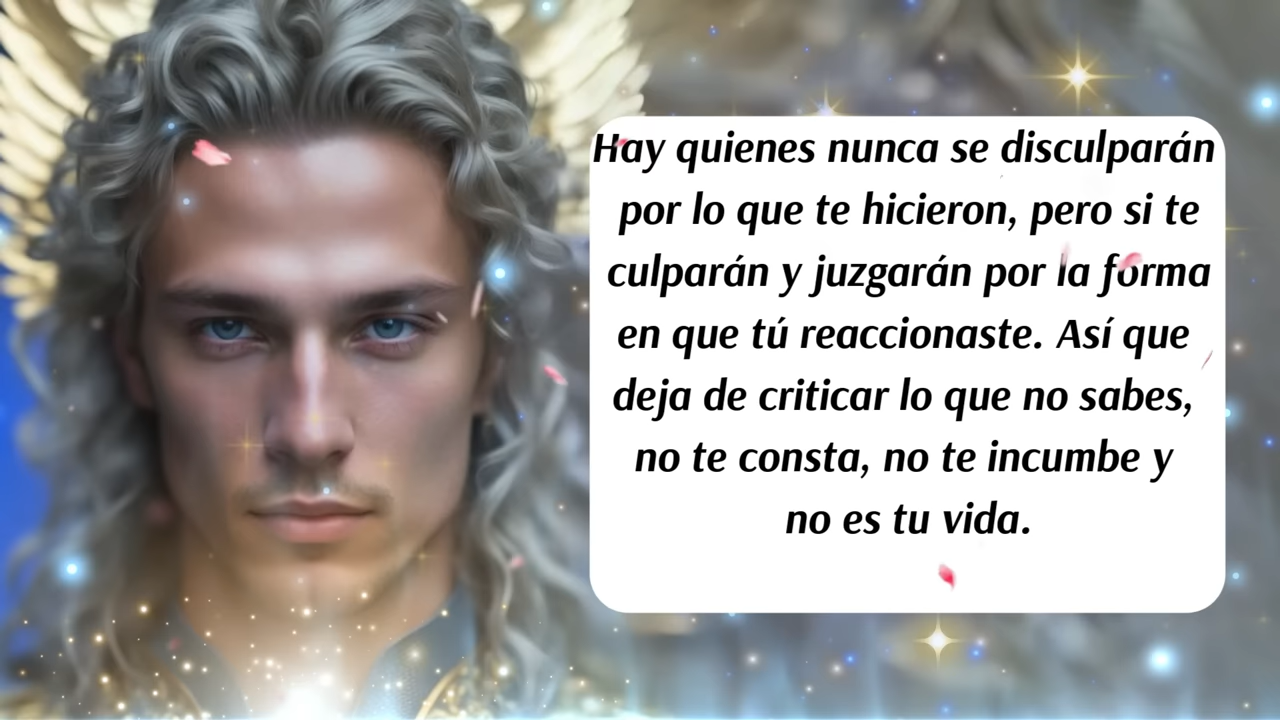 Hay quienes nunca se disculparán
por lo que te hicieron, pero si te
culparán y juzgarán por la forma
en que tú reaccionaste. Así que
deja de criticar lo que no sabes,
no te consta, no te incumbe y
no es tu vida.